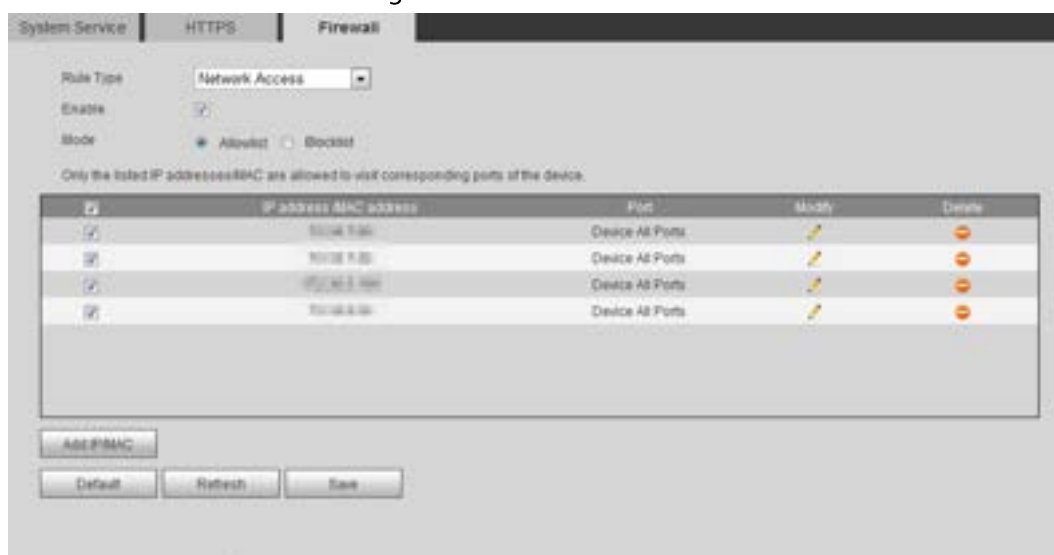 System Service HTTPS Firewall
Rule Type Network Access
Enable
Mode Allowlist Blocklist
Only the listed IP addresses/MAC are allowed to visit corresponding ports of the device.
IP address /MAC address Port Modify Delete
Device All Ports
Device All Ports
Device All Ports
Device All Ports
Add IP/MAC
Default Refresh Save